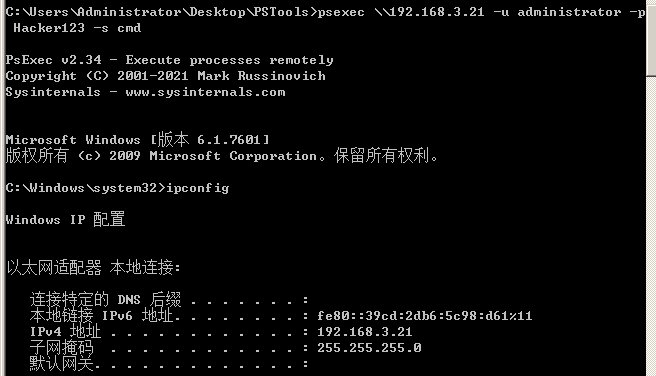 C:\Users\Administrator\Desktop\PSTools>psexec \\192.168.3.21 -u administrator -p
Hacker123 -s cmd
PsExec v2.34 - Execute processes remotely
Copyright (C) 2001-2021 Mark Russinovich
Sysinternals - www.sysinternals.com
Microsoft Windows [版本 6.1.7601]
版权所有 (c) 2009 Microsoft Corporation。保留所有权利。
C:\Windows\system32>ipconfig
Windows IP 配置
以太网适配器 本地连接:
连接特定的 DNS 后缀 . . . . . . . :
本地链接 IPv6 地址. . . . . . . . : fe80::39cd:2db6:5c98:d61%11
IPv4 地址 . . . . . . . . . . . . : 192.168.3.21
子网掩码 . . . . . . . . . . . . : 255.255.255.0
默认网关. . . . . . . . . . . . . :